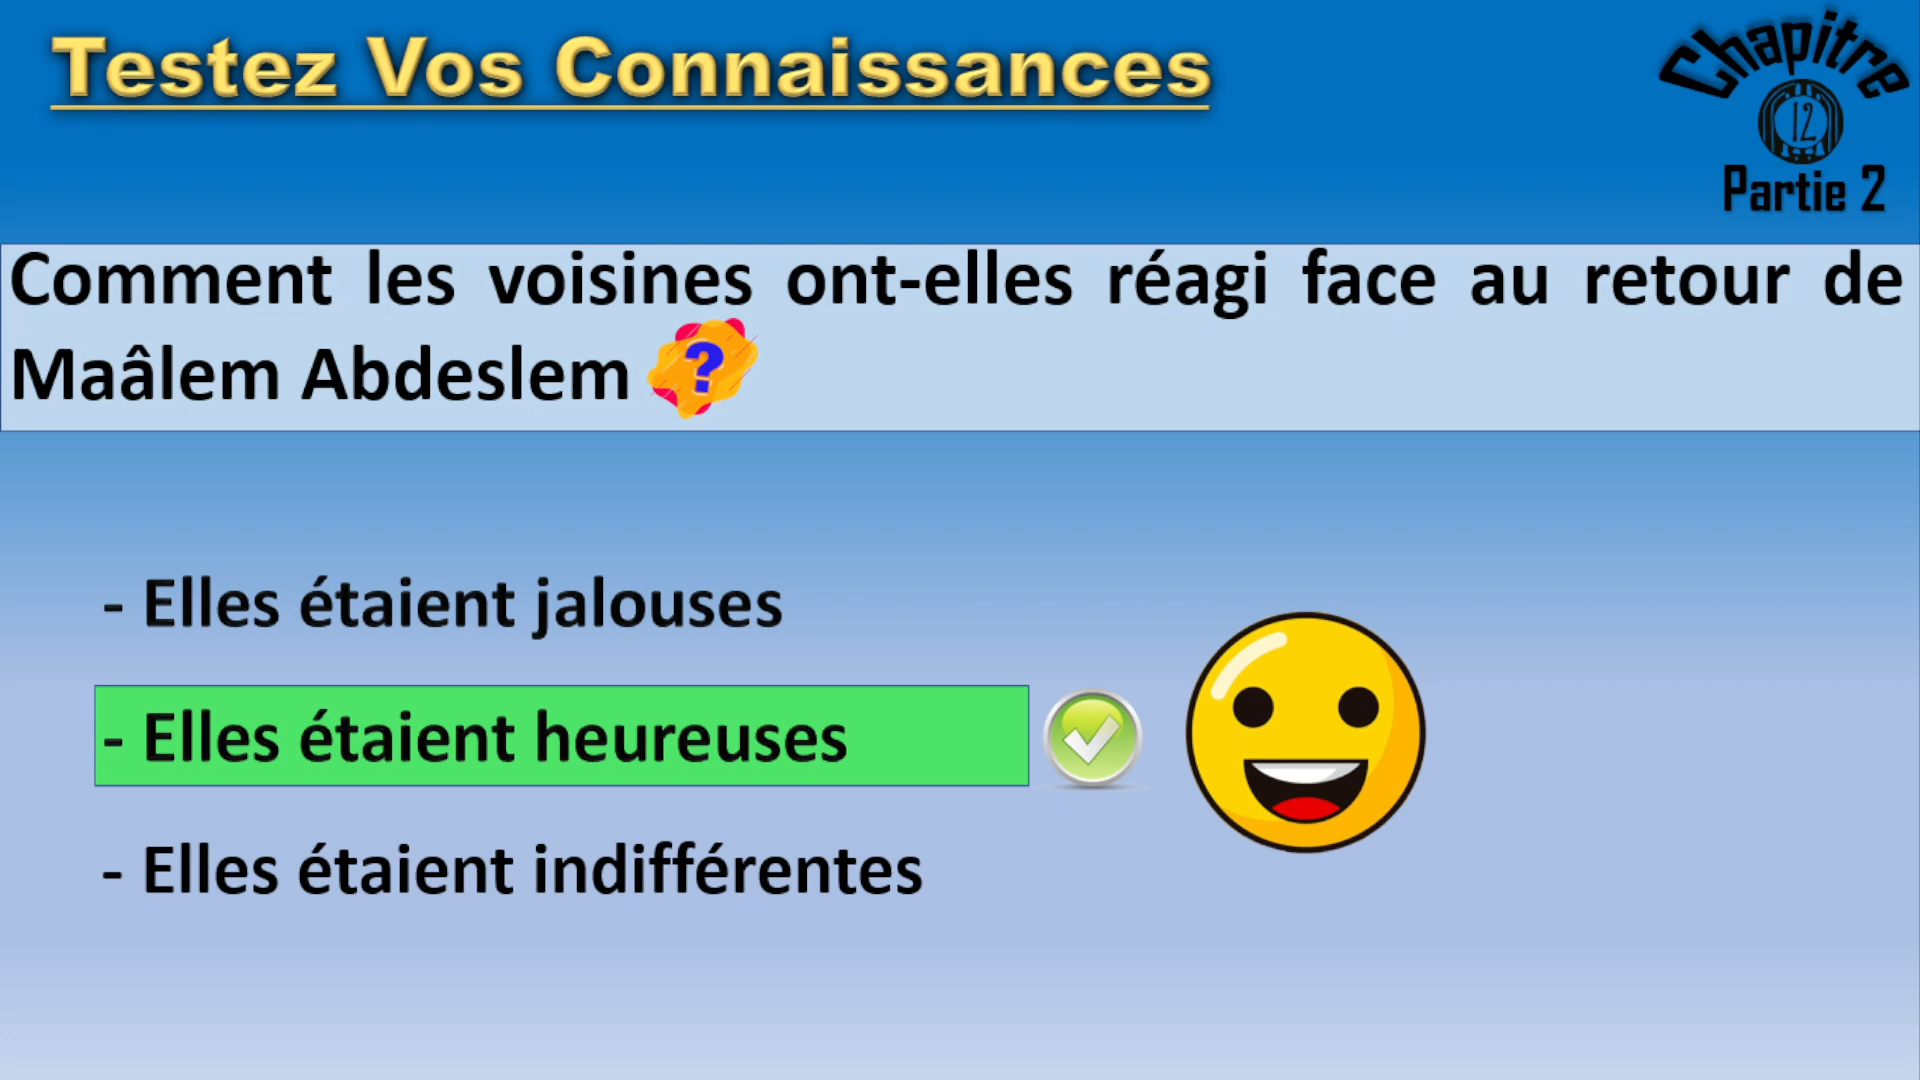 Testez Vos Connaissances
Chapitre
12
Partie 2
Comment les voisines ont-elles réagi face au retour de
Maâlem Abdeslem ?
- Elles étaient jalouses
- Elles étaient heureuses
- Elles étaient indifférentes